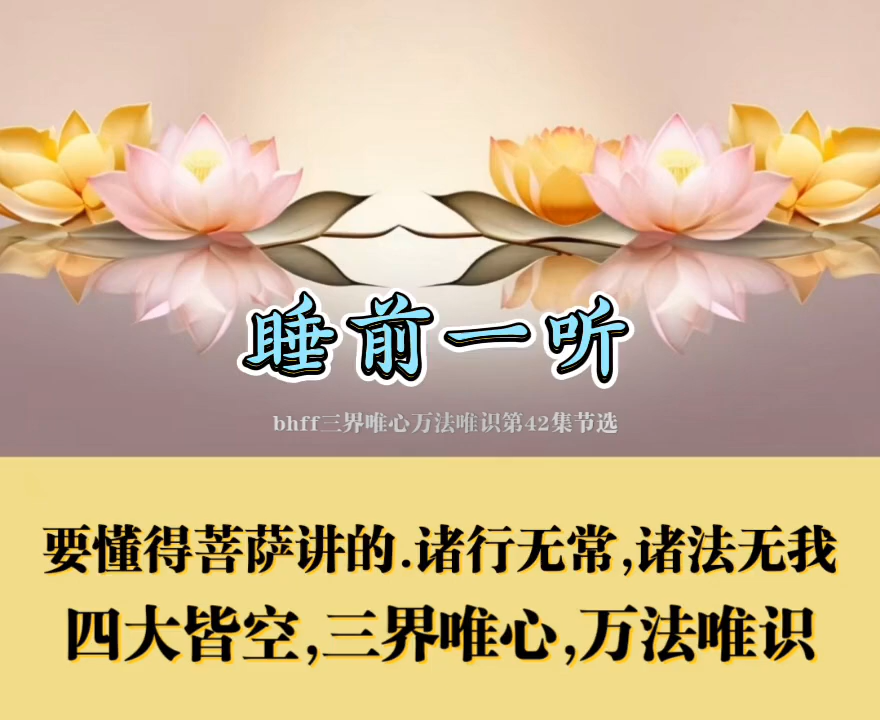 睡前一听
bhff三界唯心万法唯识第42集节选
要懂得菩萨讲的.诸行无常,诸法无我
四大皆空,三界唯心,万法唯识